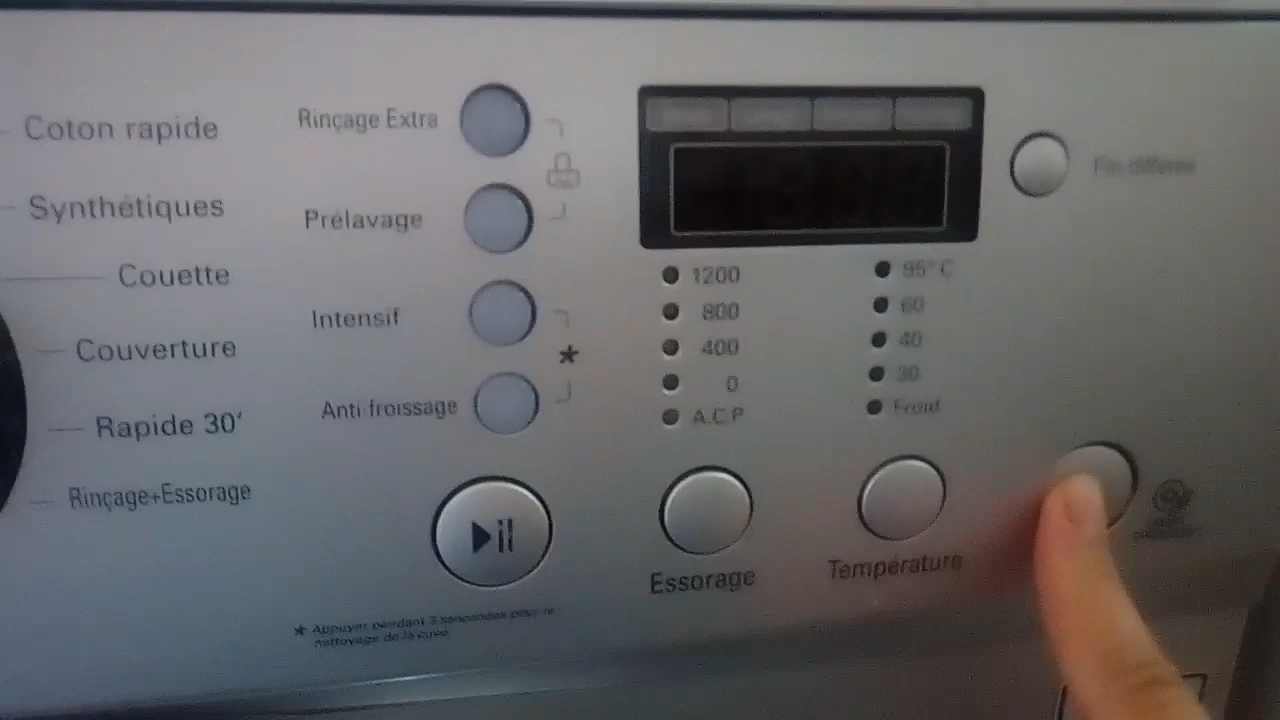 Coton rapide
Synthétiques
Couette
Couverture
Rapide 30'
Rinçage+Essorage
Rinçage Extra
Prélavage
Intensif
Anti-froissage
*
* Appuyer pendant 3 sencondes pour le
nettoyage de la cuve
1200
800
400
0
A.C.P
Essorage
95°C
60
40
30
Froid
Température
Fin différée